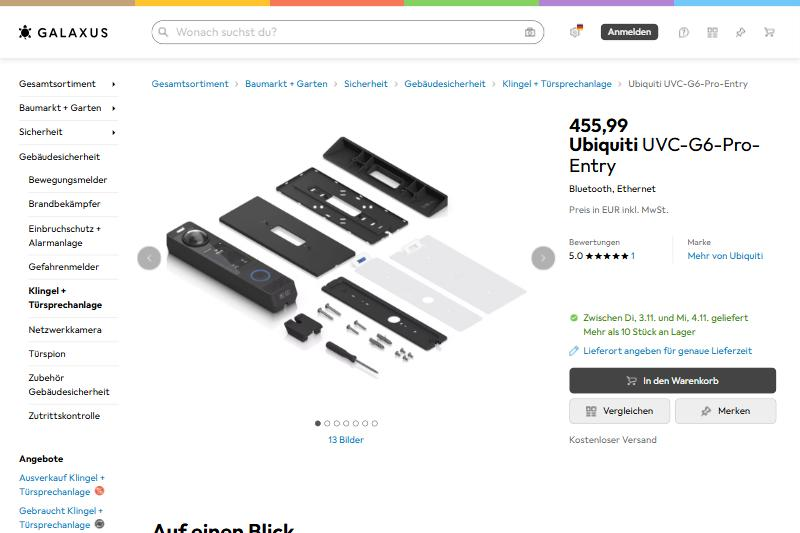 GALAXUS
Wonach suchst du?
Anmelden
Gesamtsortiment
Baumarkt + Garten
Sicherheit
Gebäudesicherheit
Bewegungsmelder
Brandbekämpfer
Einbruchschutz +
Alarmanlage
Gefahrenmelder
Klingel +
Türsprechanlage
Netzwerkkamera
Türspion
Zubehör
Gebäudesicherheit
Zutrittskontrolle
Angebote
Ausverkauf Klingel +
Türsprechanlage
Gebraucht Klingel +
Türsprechanlage
Gesamtsortiment > Baumarkt + Garten > Sicherheit > Gebäudesicherheit > Klingel + Türsprechanlage > Ubiquiti UVC-G6-Pro-Entry
13 Bilder
455,99
Ubiquiti UVC-G6-Pro-
Entry
Bluetooth, Ethernet
Preis in EUR inkl. MwSt.
Bewertungen
5.0 ★★★★★ 1
Marke
Mehr von Ubiquiti
Zwischen Di, 3.11. und Mi, 4.11. geliefert
Mehr als 10 Stück an Lager
Lieferort angeben für genaue Lieferzeit
In den Warenkorb
Vergleichen
Merken
Kostenloser Versand
Auf einen Blick